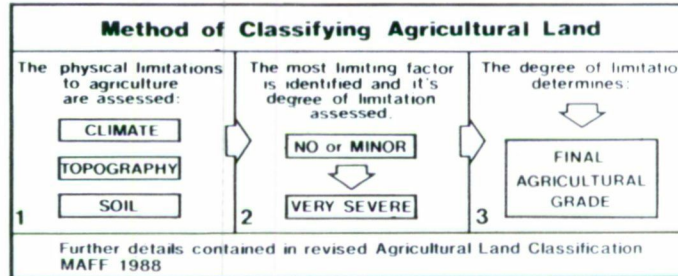 Method of Classifying Agricultural Land
The physical limitations
to agriculture
are assessed:
CLIMATE
TOPOGRAPHY
SOIL
1
The most limiting factor
is identified and it's
degree of limitation
assessed.
NO or MINOR
VERY SEVERE
2
The degree of limitatio
determines:
FINAL
AGRICULTURAL
GRADE
3
Further details contained in revised Agricultural Land Classification
MAFF 1988